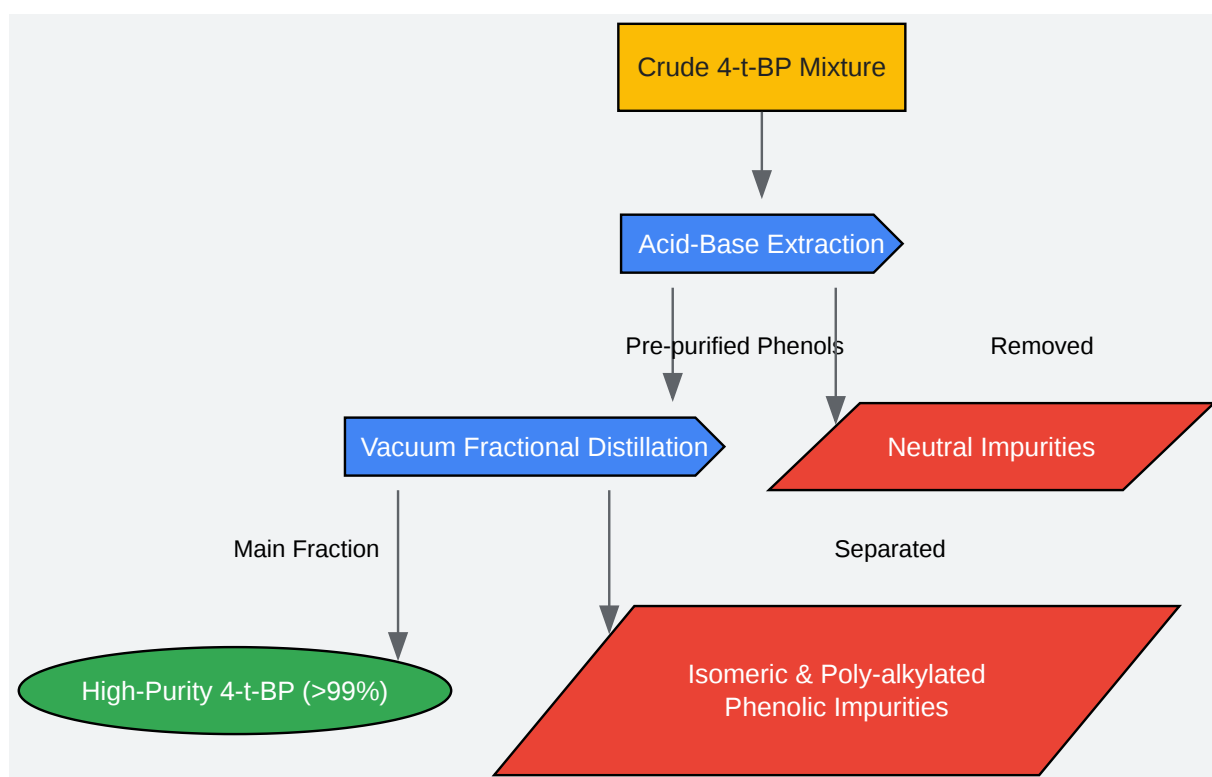 Crude 4-t-BP Mixture
Acid-Base Extraction
Pre-purified Phenols
Removed
Vacuum Fractional Distillation
Neutral Impurities
Main Fraction
Separated
High-Purity 4-t-BP (>99%)
Isomeric & Poly-alkylated
Phenolic Impurities